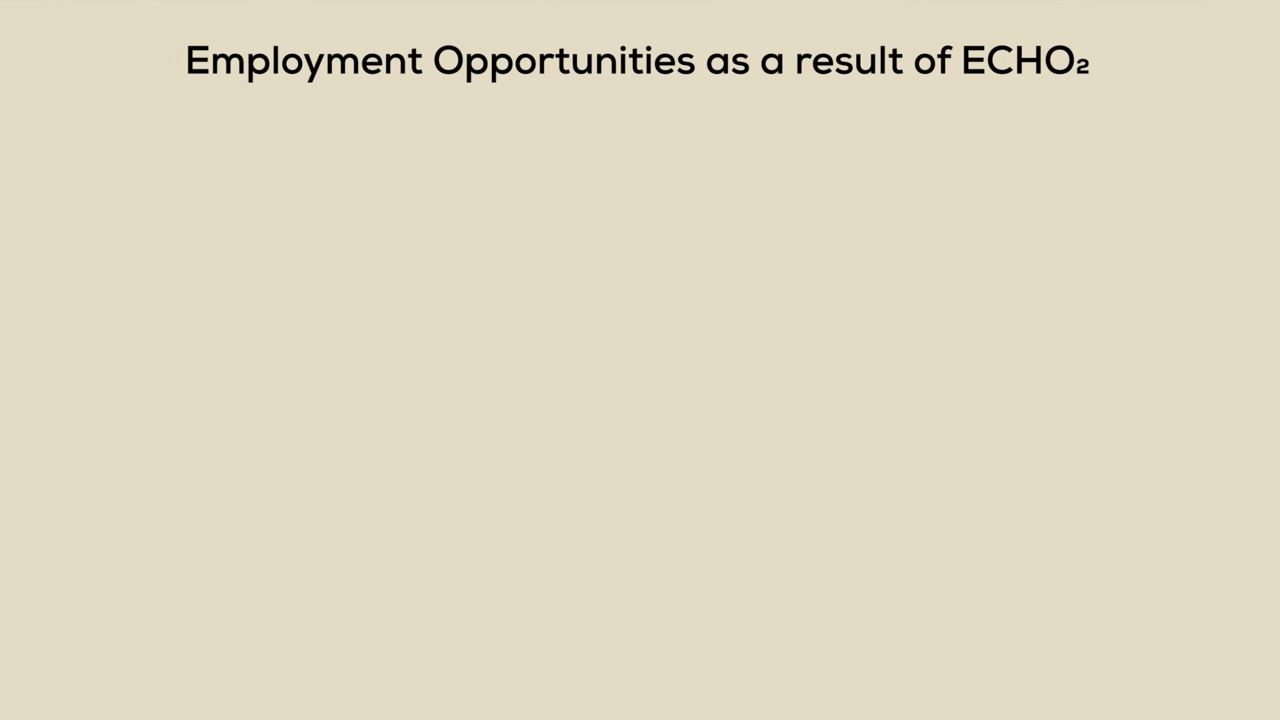 Employment Opportunities as a result of ECHO₂